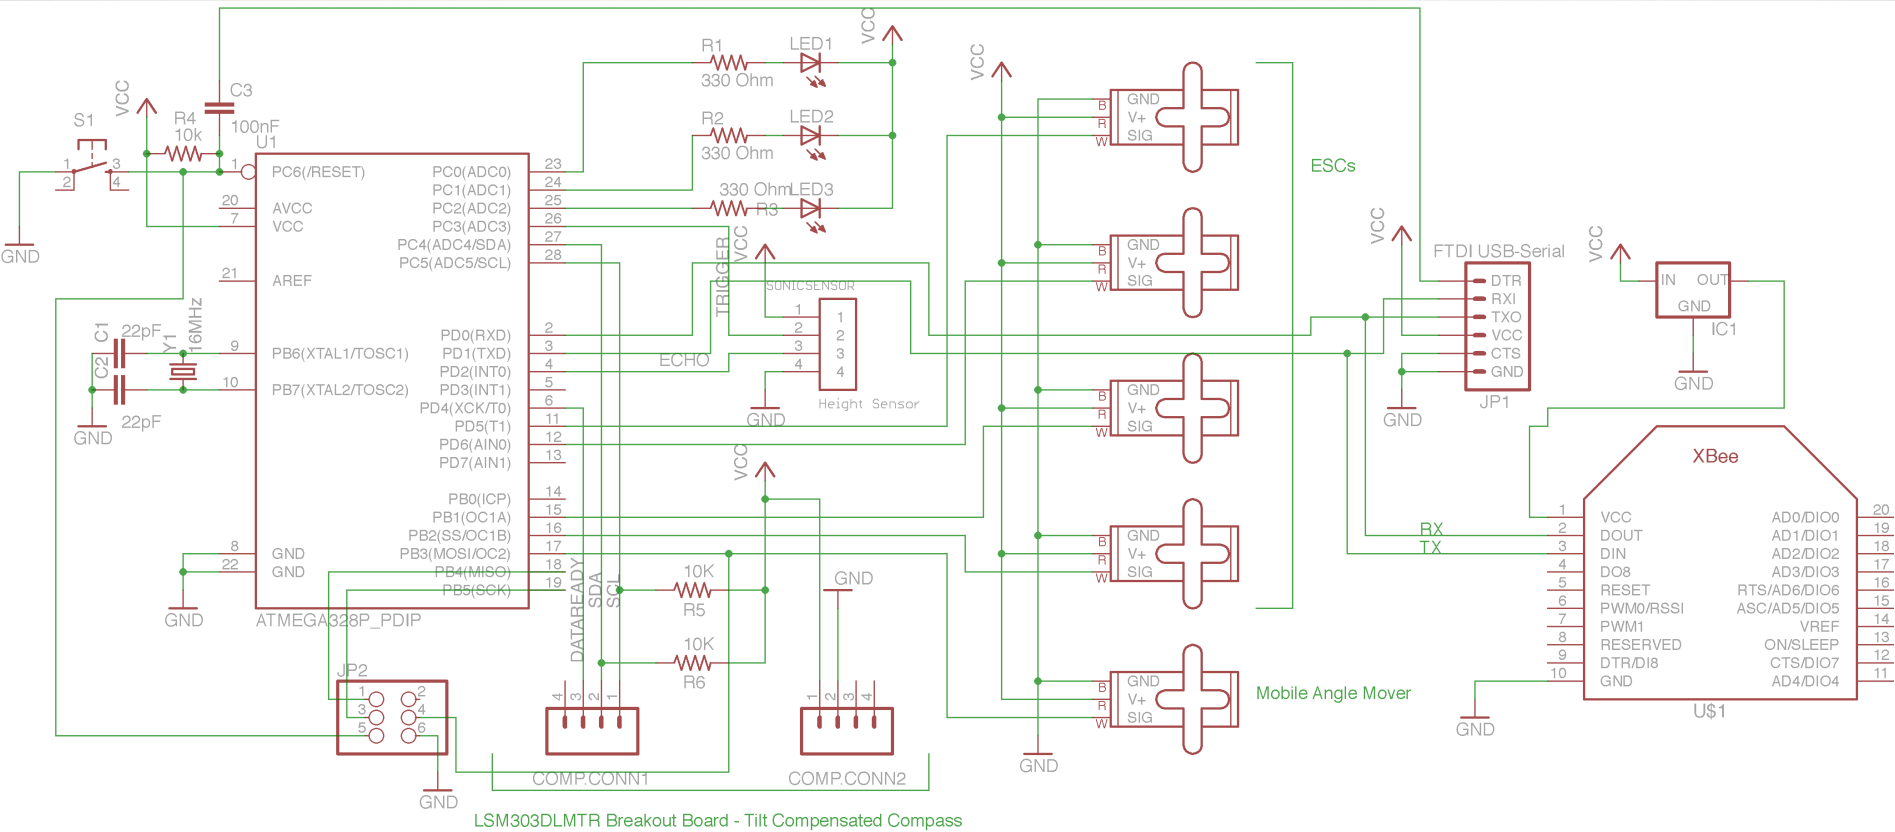 C3
100nF
VCC
R4
10k
S1
1
2
3
4
GND
U1
1
PC6(/RESET)
20
AVCC
7
VCC
21
AREF
9
PB6(XTAL1/TOSC1)
10
PB7(XTAL2/TOSC2)
8
GND
22
GND
C1
22pF
C2
22pF
Y1
16MHz
GND
GND
ATMEGA328P_PDIP
PC0(ADC0)
23
PC1(ADC1)
24
PC2(ADC2)
25
PC3(ADC3)
26
PC4(ADC4/SDA)
27
PC5(ADC5/SCL)
28
PD0(RXD)
2
PD1(TXD)
3
PD2(INT0)
4
PD3(INT1)
5
PD4(XCK/T0)
6
PD5(T1)
11
PD6(AIN0)
12
PD7(AIN1)
13
PB0(ICP)
14
PB1(OC1A)
15
PB2(SS/OC1B)
16
PB3(MOSI/OC2)
17
PB4(MISO)
18
PB5(SCK)
19
R1
330 Ohm
LED1
VCC
R2
330 Ohm
LED2
330 Ohm
R3
LED3
TRIGGER
VCC
SONICSENSOR
1
2
3
4
1
2
3
4
ECHO
GND
Height Sensor
VCC
DATAREADY
SDA
SCL
10K
R5
10K
R6
GND
JP2
1
2
3
4
5
6
GND
4
3
2
1
COMP.CONN1
1
2
3
4
COMP.CONN2
LSM303DLMTR Breakout Board - Tilt Compensated Compass
VCC
B
R
W
GND
V+
SIG
B
R
W
GND
V+
SIG
B
R
W
GND
V+
SIG
B
R
W
GND
V+
SIG
B
R
W
GND
V+
SIG
GND
ESCs
Mobile Angle Mover
VCC
FTDI USB-Serial
DTR
RXI
TXO
VCC
CTS
GND
JP1
GND
VCC
IN
OUT
GND
IC1
GND
XBee
RX
TX
1
VCC
2
DOUT
3
DIN
4
DO8
5
RESET
6
PWM0/RSSI
7
PWM1
8
RESERVED
9
DTR/DI8
10
GND
AD0/DIO0
20
AD1/DIO1
19
AD2/DIO2
18
AD3/DIO3
17
RTS/AD6/DIO6
16
ASC/AD5/DIO5
15
VREF
14
ON/SLEEP
13
CTS/DIO7
12
AD4/DIO4
11
U$1
GND